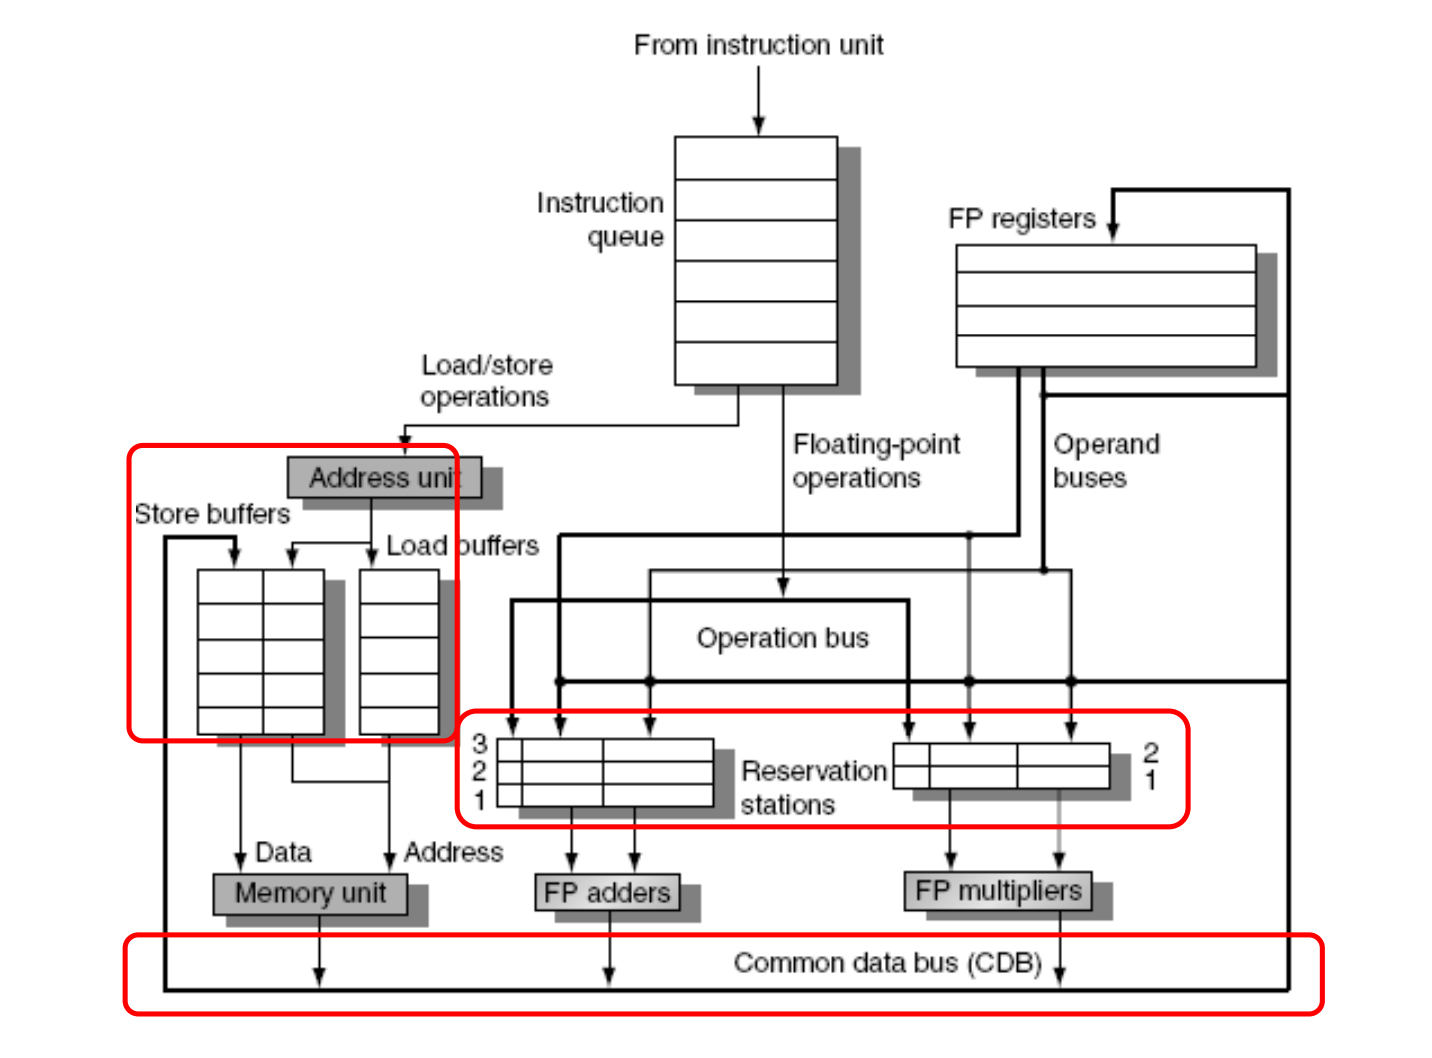 From instruction unit
Instruction
queue
FP registers
Load/store
operations
Floating-point
operations
Operand
buses
Address unit
Store buffers
Load buffers
Operation bus
3
2
1
Reservation
stations
2
1
Data
Address
Memory unit
FP adders
FP multipliers
Common data bus (CDB)